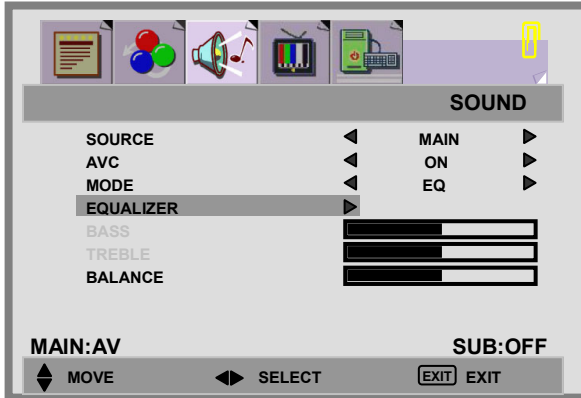 SOUND
SOURCE MAIN
AVC ON
MODE EQ
EQUALIZER
BASS
TREBLE
BALANCE
MAIN:AV SUB:OFF
MOVE SELECT EXIT EXIT